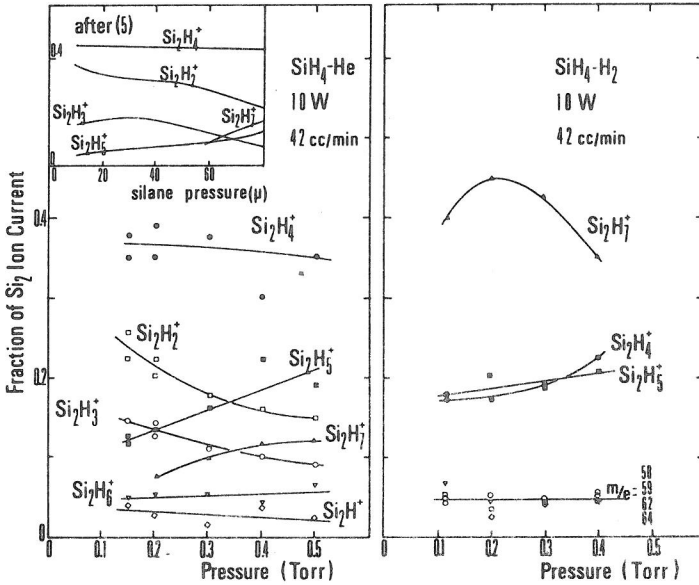 after (5)
Si₂H₄⁺
0.4
Si₂H₂⁺
Si₂H₃⁺
Si₂H₇⁺
Si₂H₅⁺
0
20 40 60
silane pressure(μ)
SiH₄-He
10 W
42 cc/min
SiH₄-H₂
10 W
42 cc/min
Fraction of Si₂ Ion Current
0.4
0.2
0
Si₂H₄⁺
Si₂H₂⁺
Si₂H₅⁺
Si₂H₃⁺
Si₂H₇⁺
Si₂H₆⁺
Si₂H⁺
0.1 0.2 0.3 0.4 0.5
Pressure (Torr)
Si₂H₇⁺
Si₂H₄⁺
Si₂H₅⁺
m/e=
58
59
62
64
0.1 0.2 0.3 0.4 0.5
Pressure (Torr)